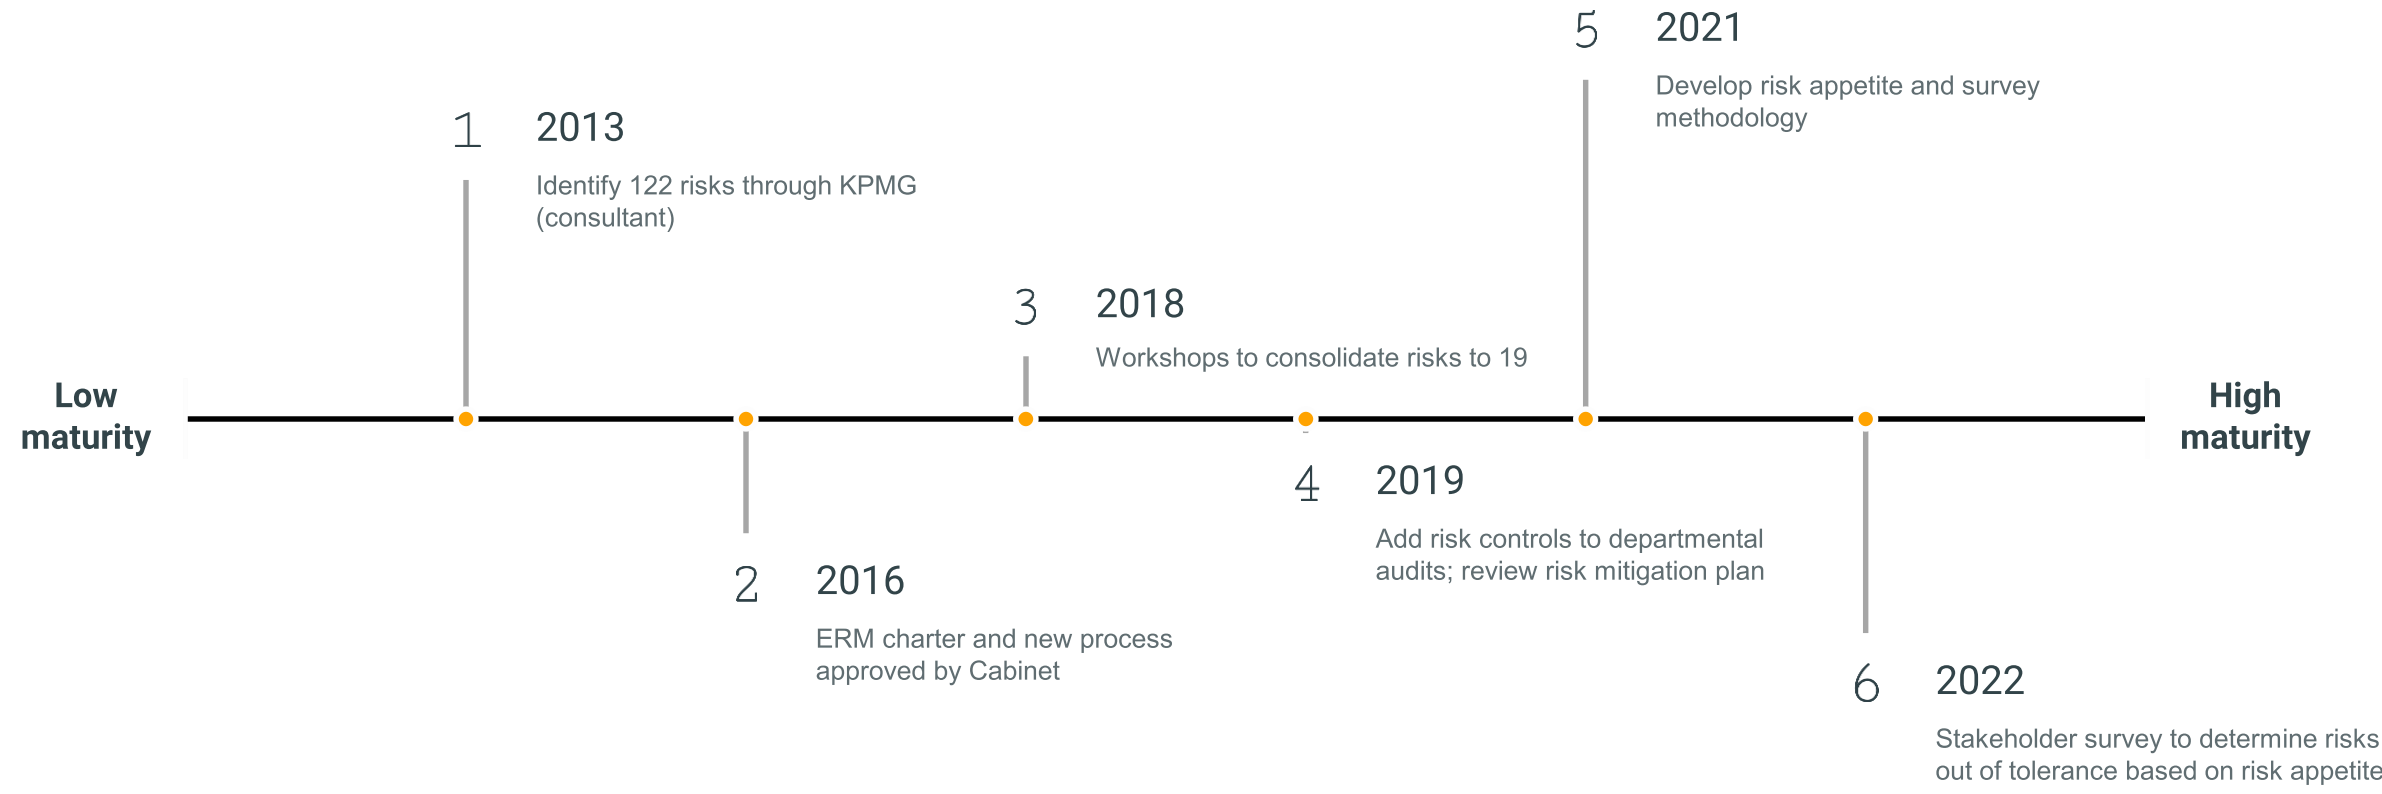 Low
maturity
1
2013
Identify 122 risks through KPMG
(consultant)
2
2016
ERM charter and new process
approved by Cabinet
3
2018
Workshops to consolidate risks to 19
4
2019
Add risk controls to departmental
audits; review risk mitigation plan
5
2021
Develop risk appetite and survey
methodology
6
2022
Stakeholder survey to determine risks
out of tolerance based on risk appetite
High
maturity